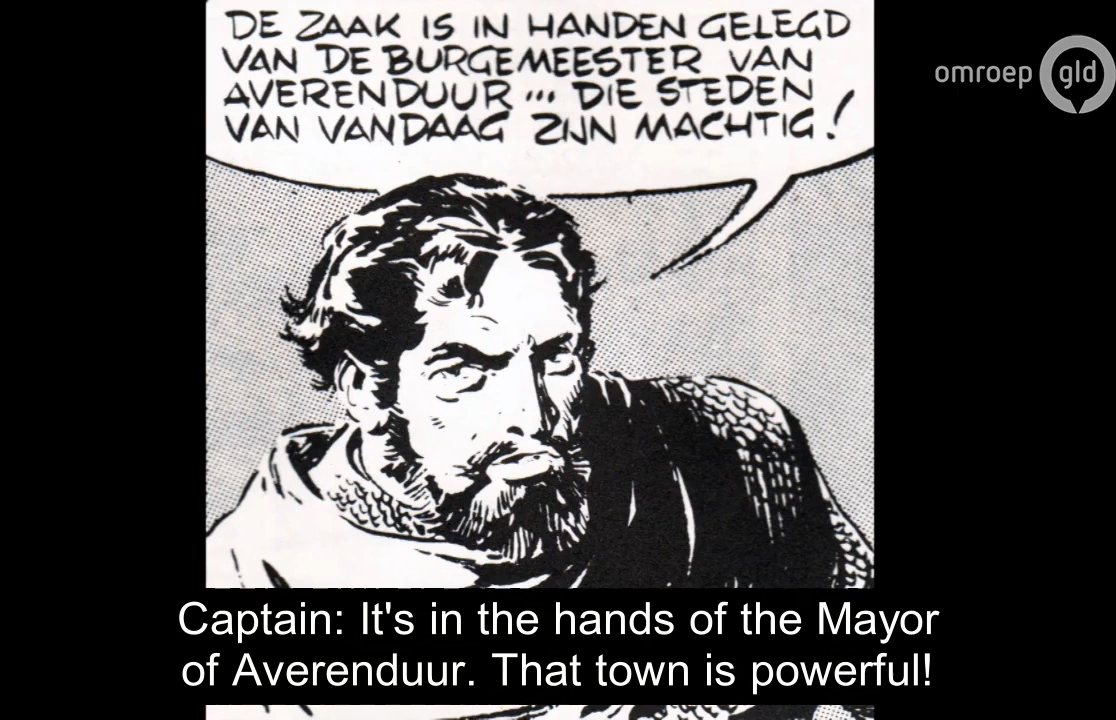 DE ZAAK IS IN HANDEN GELEGD
VAN DE BURGEMEESTER VAN
AVERENDUUR ... DIE STEDEN
VAN VANDAAG ZIJN MACHTIG!
omroep gld
Captain: It's in the hands of the Mayor
of Averenduur. That town is powerful!